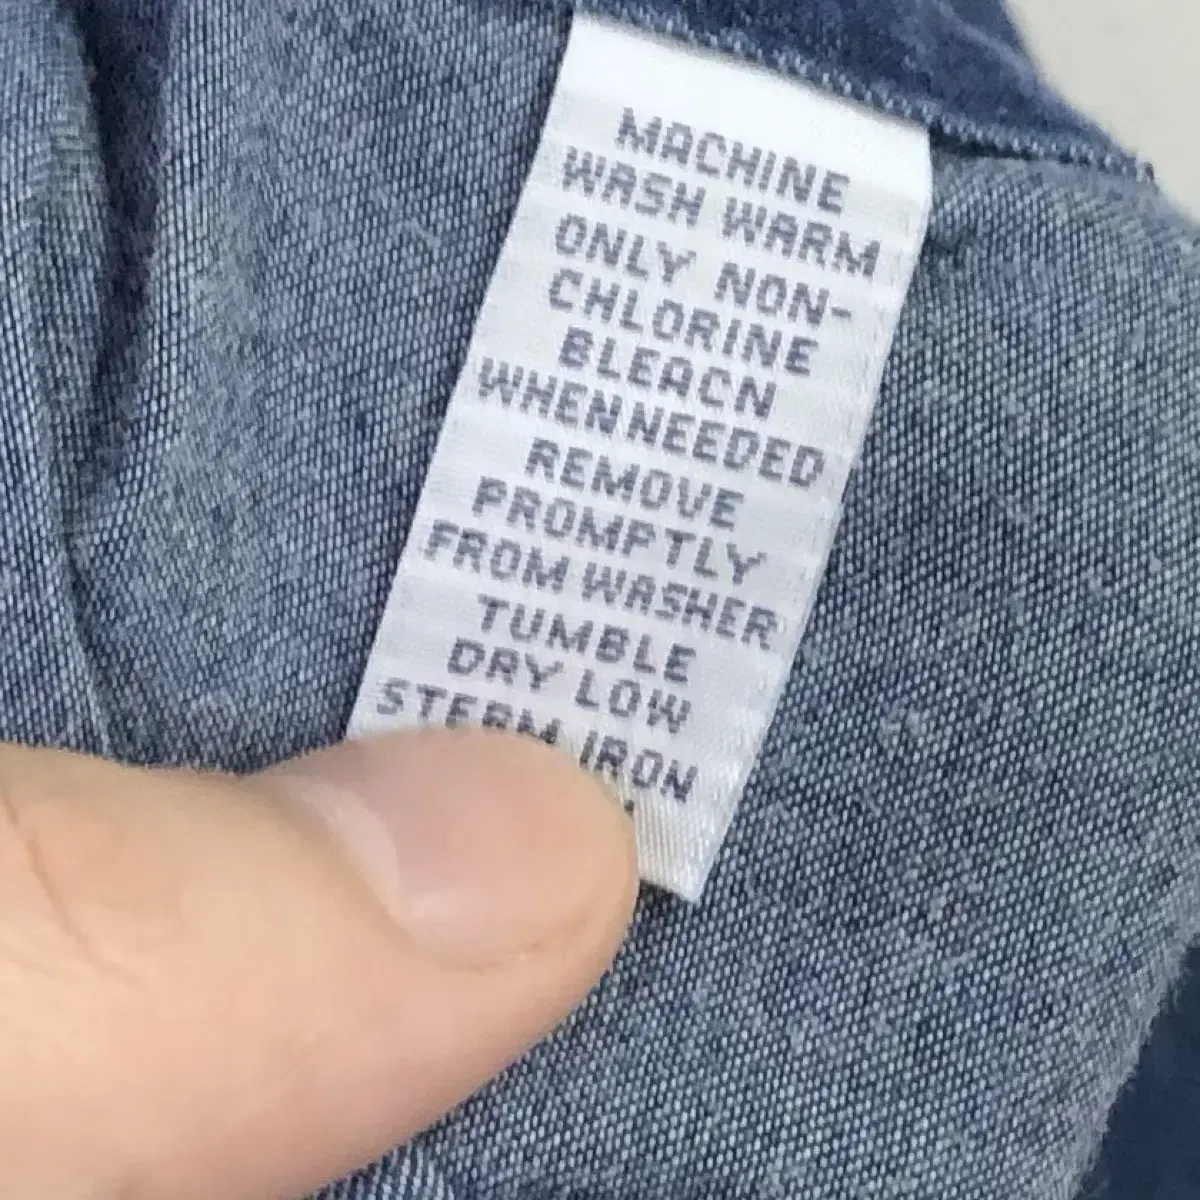 MACHINE
WASH WARM
ONLY NON-
CHLORINE
BLEACN
WHENNEEDED
REMOVE
PROMPTLY
FROM WASHER
TUMBLE
DRY LOW
STEAM IRON